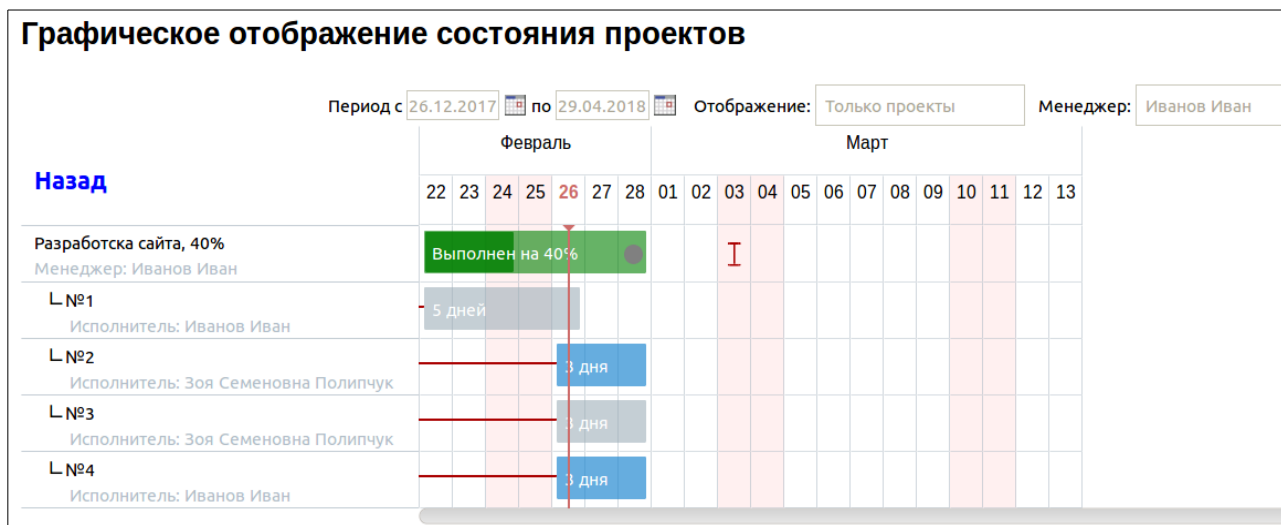 Графическое отображение состояния проектов
Период с 26.12.2017 по 29.04.2018 Отображение: Только проекты Менеджер: Иванов Иван
Февраль Март
Назад
22 23 24 25 26 27 28 01 02 03 04 05 06 07 08 09 10 11 12 13
Разработска сайта, 40%
Выполнен на 40%
Менеджер: Иванов Иван
№1
5 дней
Исполнитель: Иванов Иван
№2
3 дня
Исполнитель: Зоя Семеновна Полипчук
№3
3 дня
Исполнитель: Зоя Семеновна Полипчук
№4
3 дня
Исполнитель: Иванов Иван